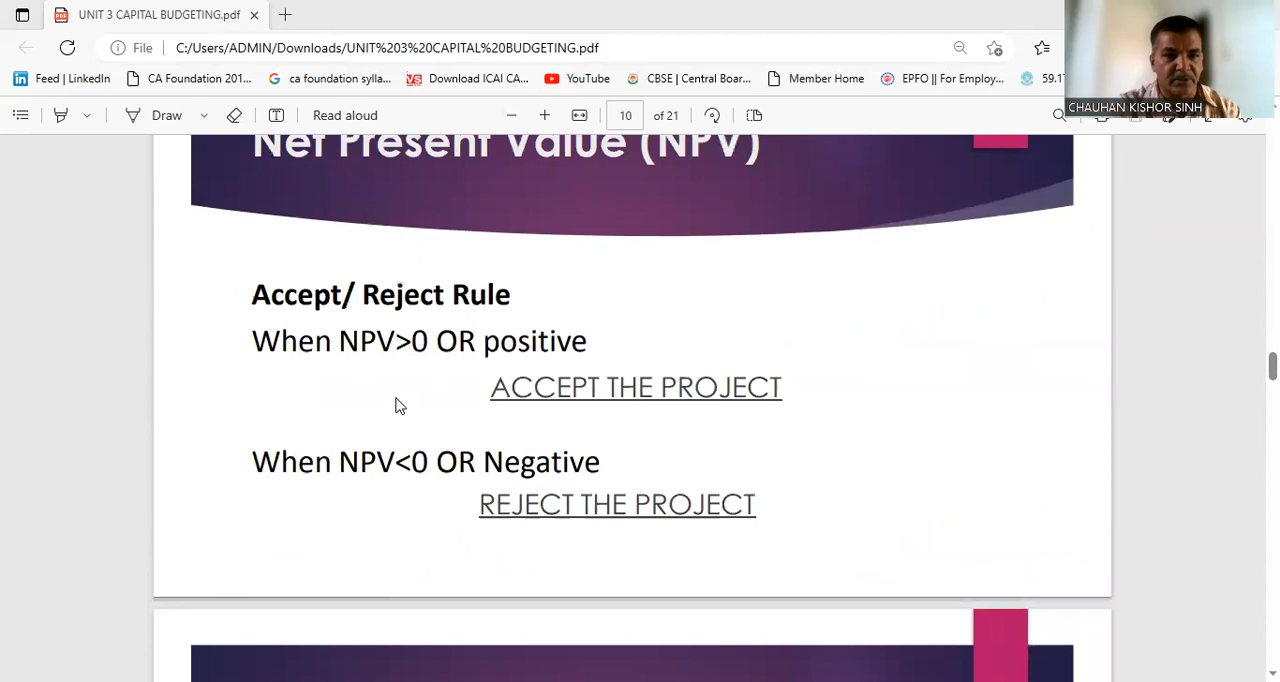 UNIT 3 CAPITAL BUDGETING.pdf
File C:/Users/ADMIN/Downloads/UNIT%203%20CAPITAL%20BUDGETING.pdf
Feed | LinkedIn CA Foundation 201... ca foundation sylla... Download ICAI CA... YouTube CBSE | Central Boar... Member Home EPFO || For Employ... 59.1
CHAUHAN KISHOR SINH
Draw Read aloud 10 of 21
Net Present Value (NPV)
Accept/ Reject Rule
When NPV>0 OR positive
ACCEPT THE PROJECT
When NPV<0 OR Negative
REJECT THE PROJECT